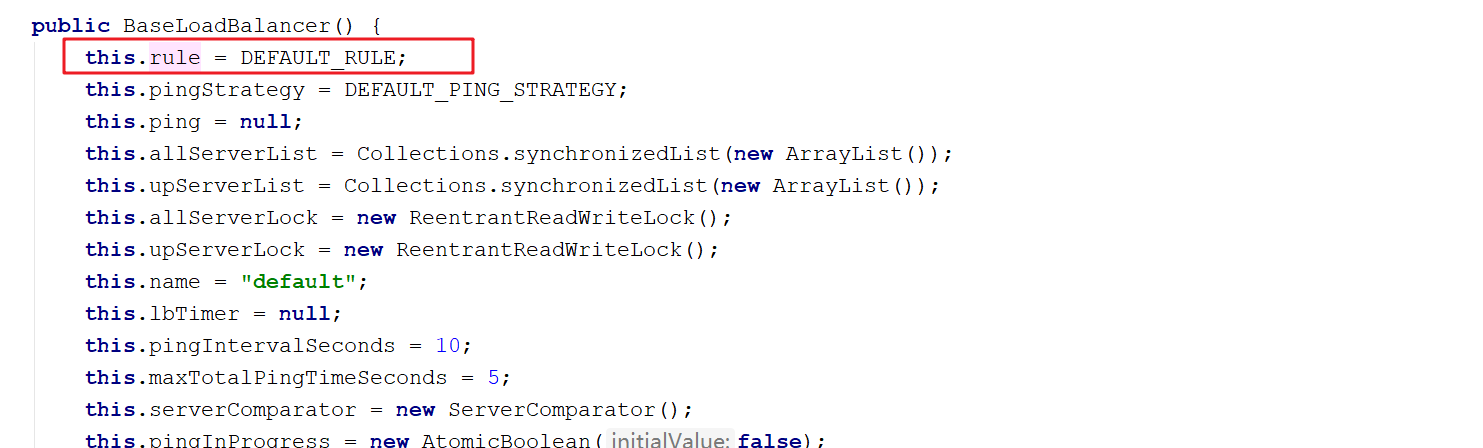 public BaseLoadBalancer() {
this.rule = DEFAULT_RULE;
this.pingStrategy = DEFAULT_PING_STRATEGY;
this.ping = null;
this.allServerList = Collections.synchronizedList(new ArrayList());
this.upServerList = Collections.synchronizedList(new ArrayList());
this.allServerLock = new ReentrantReadWriteLock();
this.upServerLock = new ReentrantReadWriteLock();
this.name = "default";
this.lbTimer = null;
this.pingIntervalSeconds = 10;
this.maxTotalPingTimeSeconds = 5;
this.serverComparator = new ServerComparator();
this.pingInProgress = new AtomicBoolean( initialValue: false);